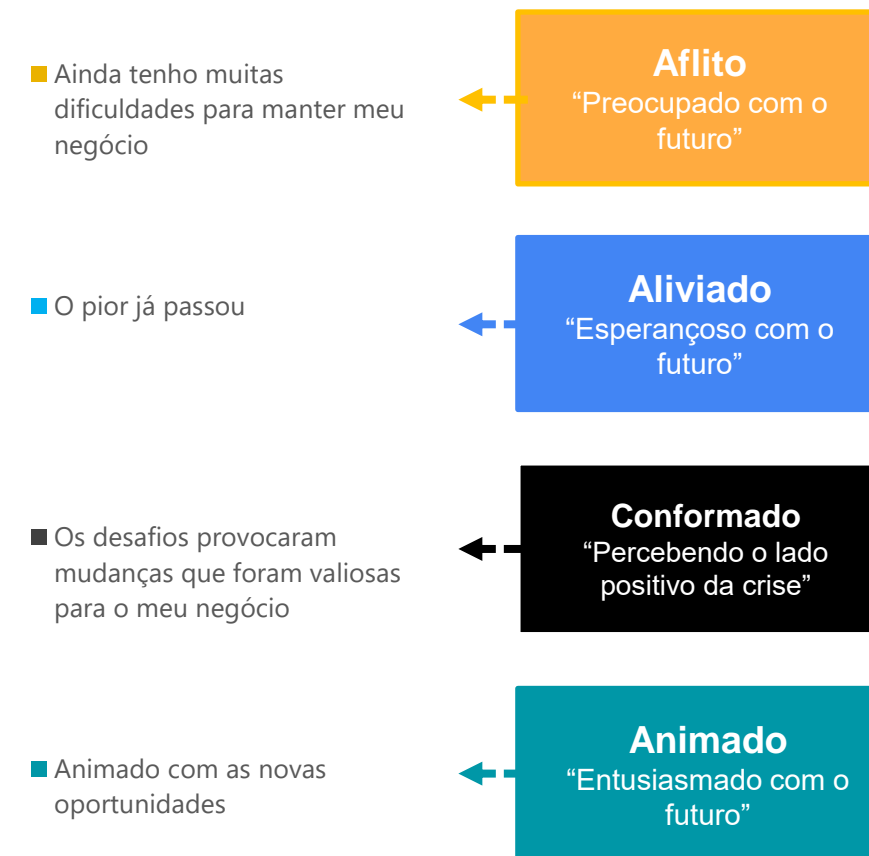 Ainda tenho muitas
dificuldades para manter meu
negócio
Aflito
“Preocupado com o
futuro”
O pior já passou
Aliviado
“Esperançoso com o
futuro”
Os desafios provocaram
mudanças que foram valiosas
para o meu negócio
Conformado
“Percebendo o lado
positivo da crise”
Animado com as novas
oportunidades
Animado
“Entusiasmado com o
futuro”